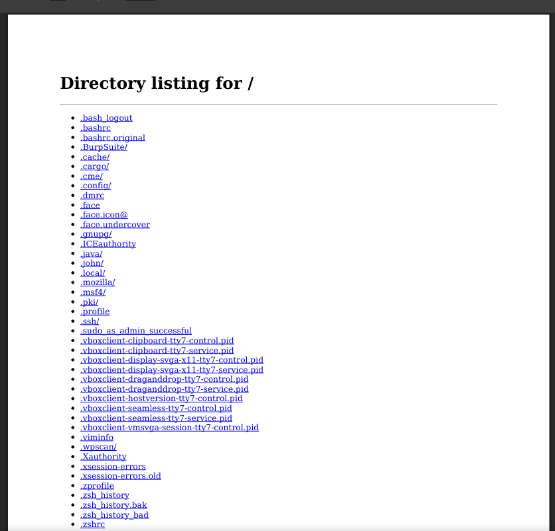 Directory listing for /
.bash_logout
.bashrc
.bashrc.original
.BurpSuite/
.cache/
.cargo/
.cme/
.config/
.dmrc
.face
.face.icon@
.face.undercover
.gnupg/
.ICEauthority
.java/
.john/
.local/
.mozilla/
.msf4/
.pki/
.profile
.ssh/
.sudo_as_admin_successful
.vboxclient-clipboard-tty7-control.pid
.vboxclient-clipboard-tty7-service.pid
.vboxclient-display-svga-x11-tty7-control.pid
.vboxclient-display-svga-x11-tty7-service.pid
.vboxclient-draganddrop-tty7-control.pid
.vboxclient-draganddrop-tty7-service.pid
.vboxclient-hostversion-tty7-control.pid
.vboxclient-seamless-tty7-control.pid
.vboxclient-seamless-tty7-service.pid
.vboxclient-vmsvga-session-tty7-control.pid
.viminfo
.wpscan/
.Xauthority
.xsession-errors
.xsession-errors.old
.zprofile
.zsh_history
.zsh_history.bak
.zsh_history_bad
.zshrc